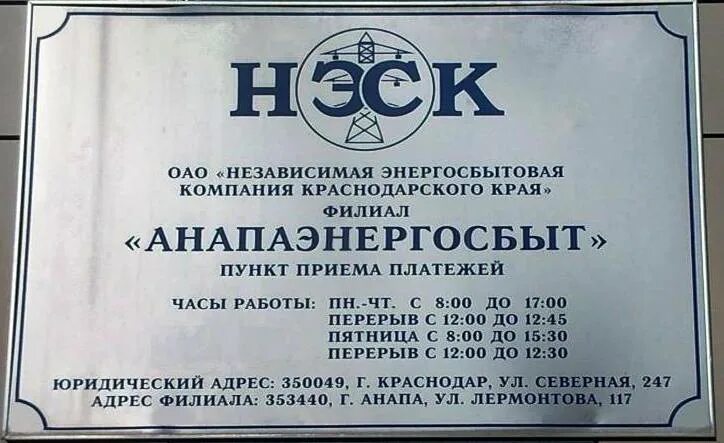 НЭСК
ОАО «НЕЗАВИСИМАЯ ЭНЕРГОСБЫТОВАЯ
КОМПАНИЯ КРАСНОДАРСКОГО КРАЯ»
ФИЛИАЛ
«АНАПАЭНЕРГОСБЫТ»
ПУНКТ ПРИЕМА ПЛАТЕЖЕЙ
ЧАСЫ РАБОТЫ: ПН.-ЧТ. С 8:00 ДО 17:00
ПЕРЕРЫВ С 12:00 ДО 12:45
ПЯТНИЦА С 8:00 ДО 15:30
ПЕРЕРЫВ С 12:00 ДО 12:30
ЮРИДИЧЕСКИЙ АДРЕС: 350049, Г. КРАСНОДАР, УЛ. СЕВЕРНАЯ, 247
АДРЕС ФИЛИАЛА: 353440, Г. АНАПА, УЛ. ЛЕРМОНТОВА, 117